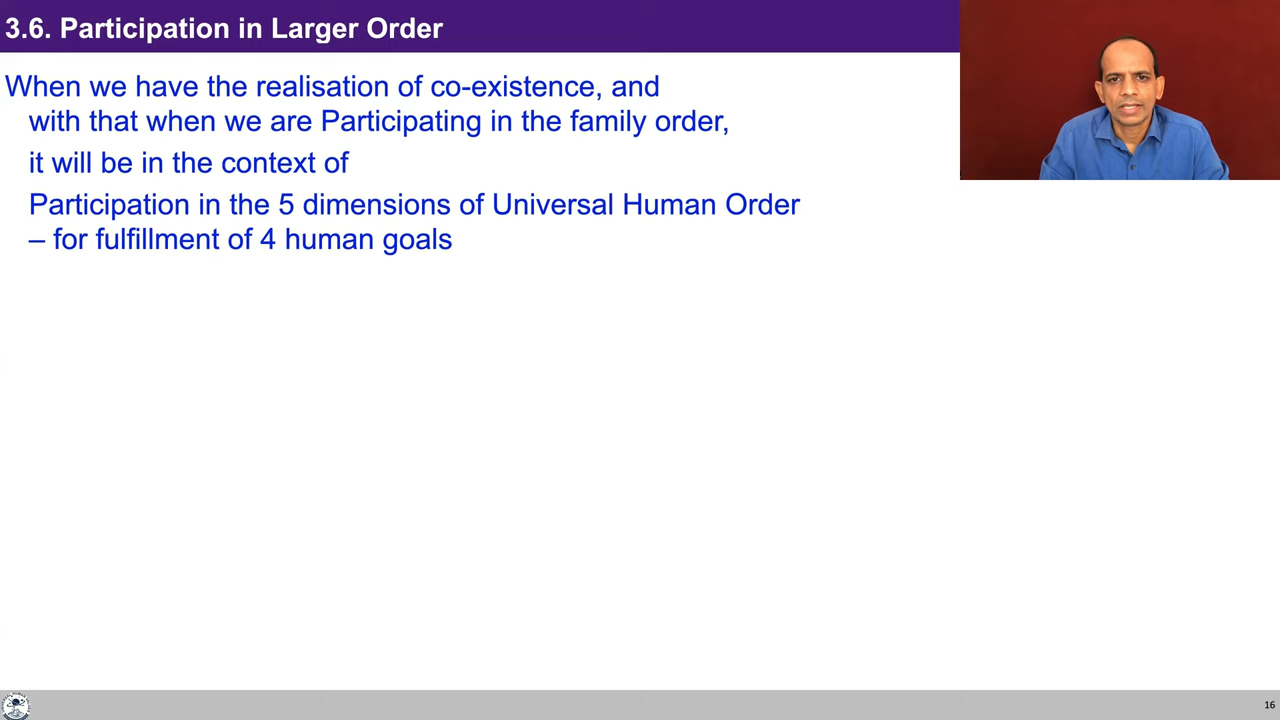 3.6. Participation in Larger Order
When we have the realisation of co-existence, and
with that when we are Participating in the family order,
it will be in the context of
Participation in the 5 dimensions of Universal Human Order
– for fulfillment of 4 human goals
16